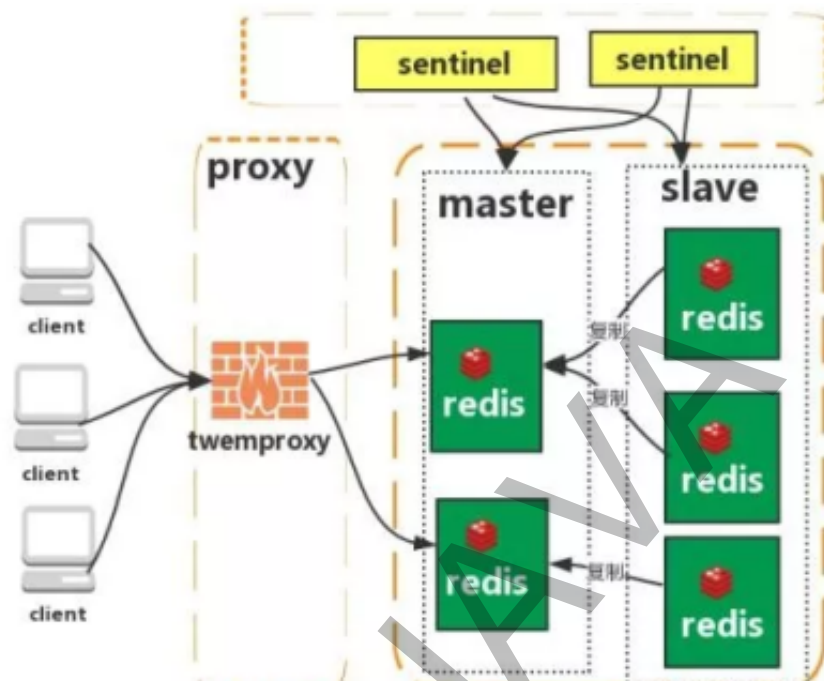 sentinel
sentinel
proxy
master
slave
client
client
client
twemproxy
redis
redis
复制
复制
复制
redis
redis
redis
JAVA